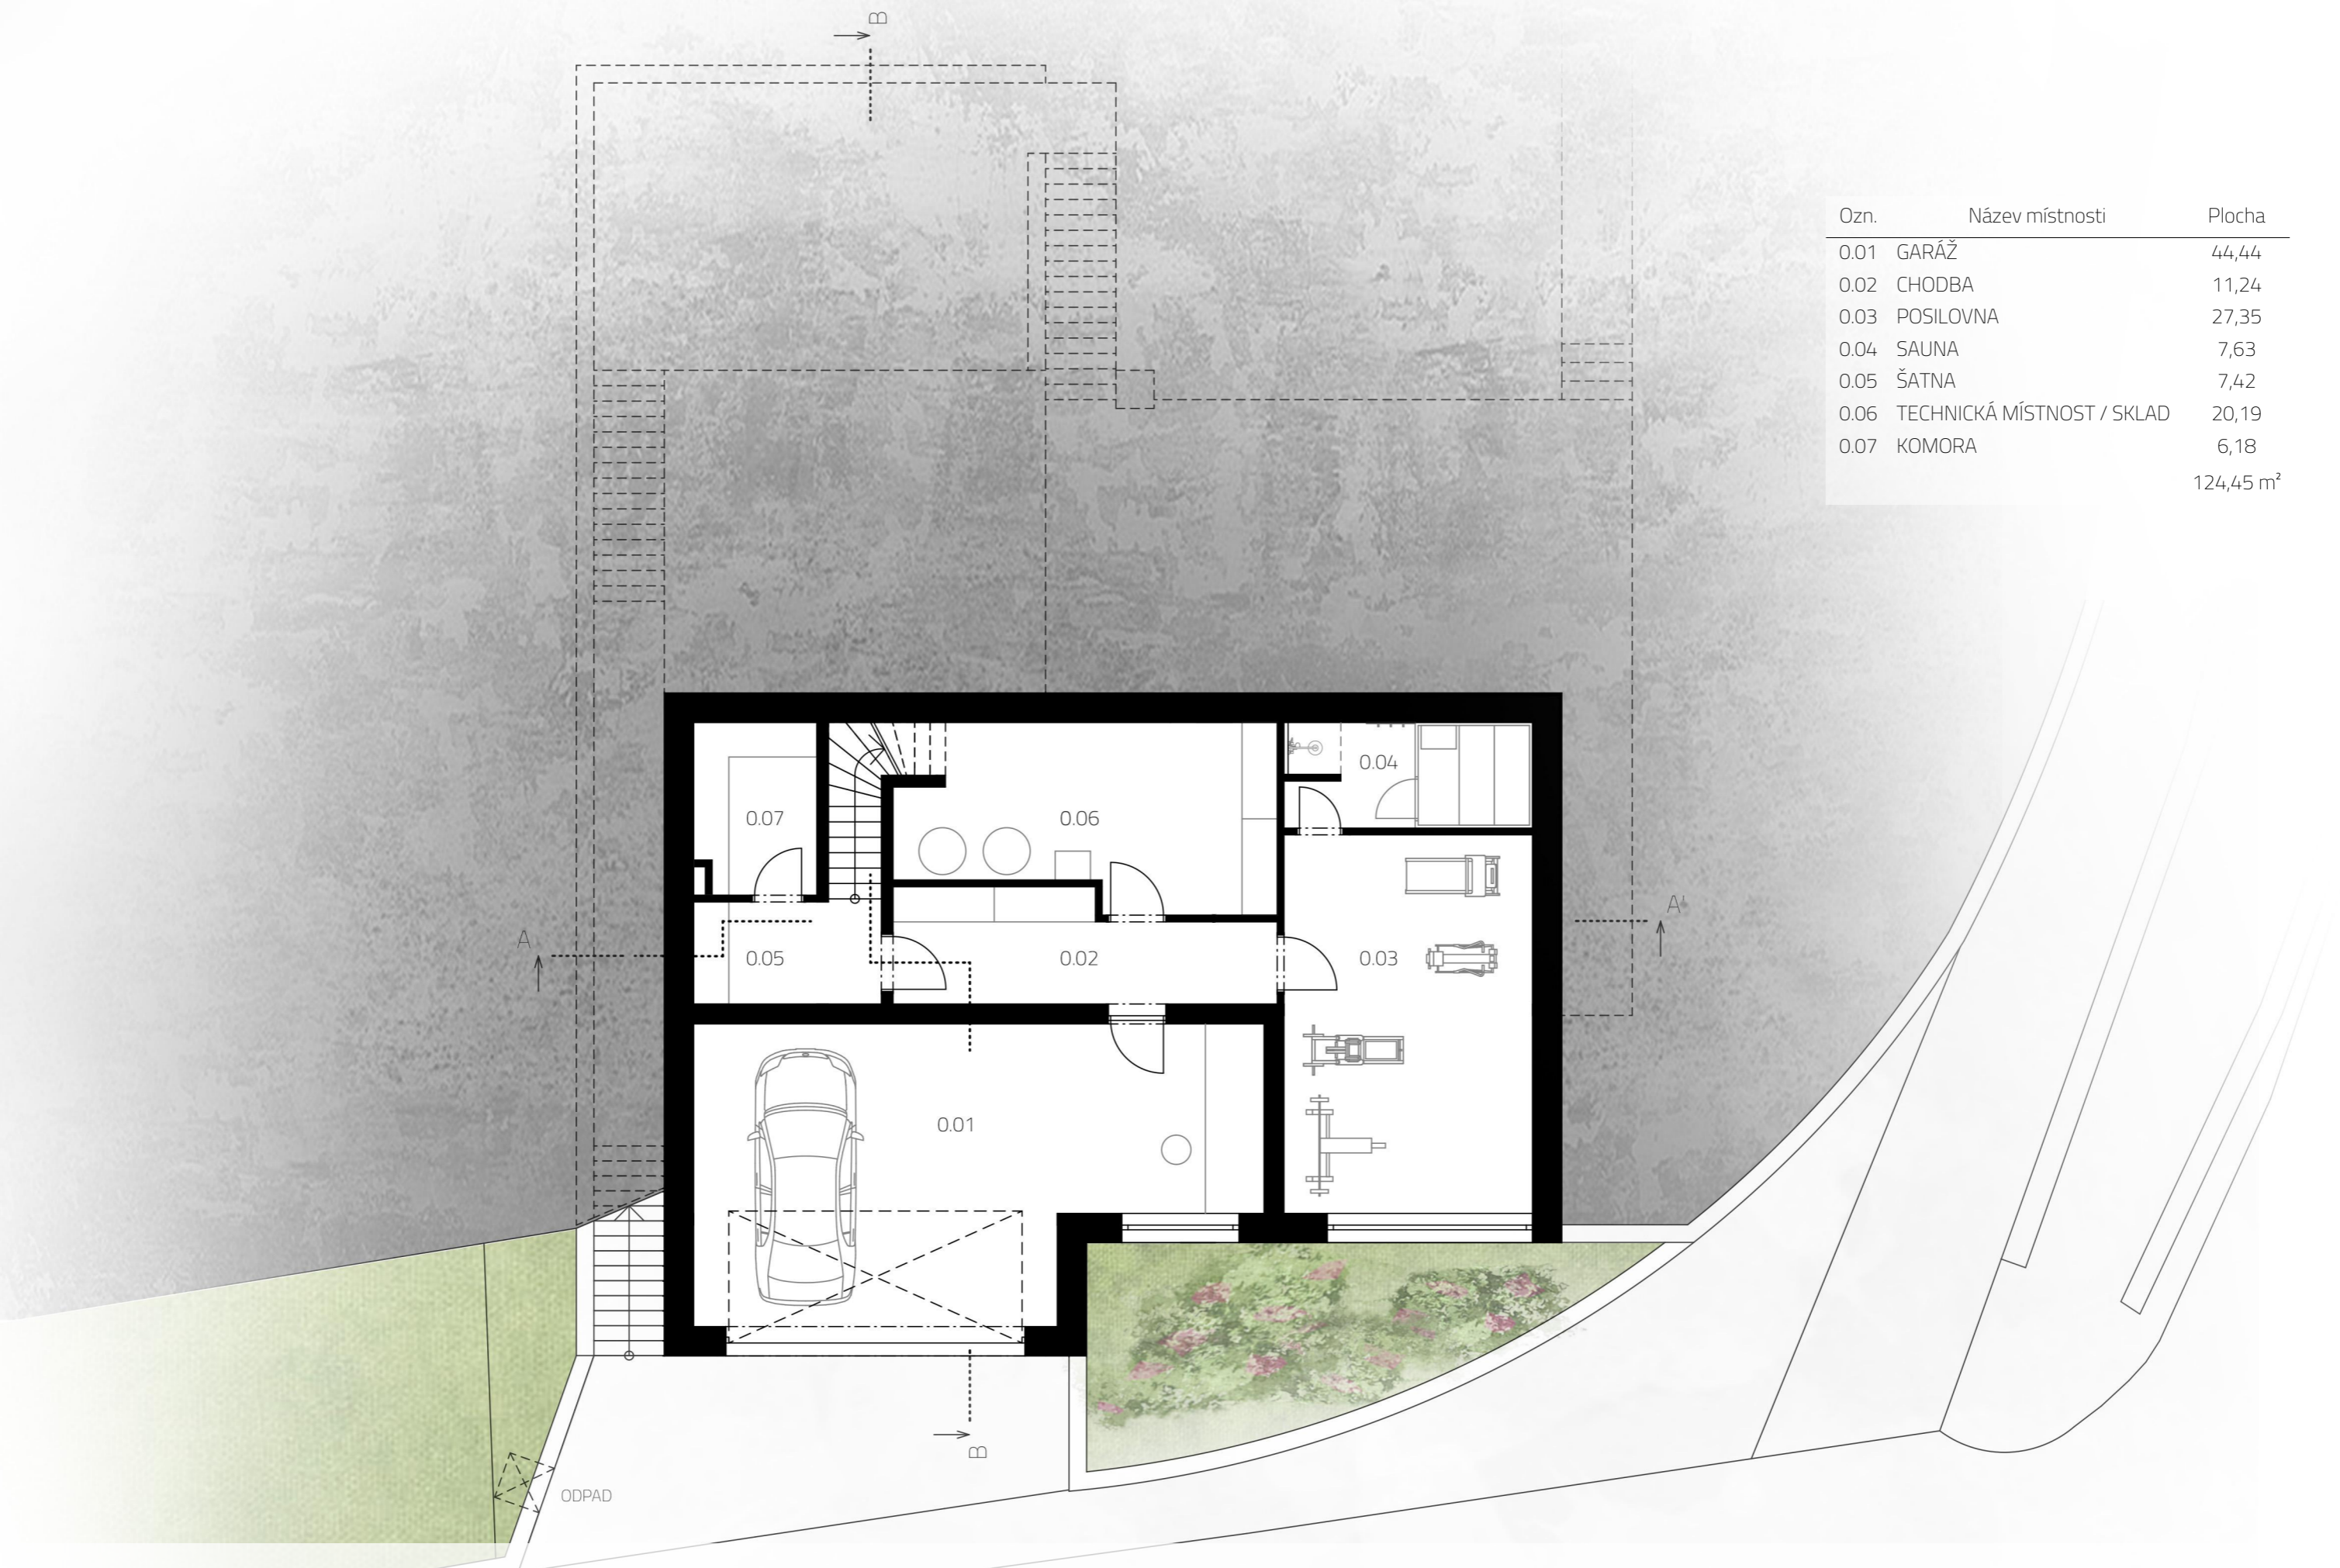 B
Ozn. Název místnosti Plocha
0.01 GARÁŽ 44,44
0.02 CHODBA 11,24
0.03 POSILOVNA 27,35
0.04 SAUNA 7,63
0.05 ŠATNA 7,42
0.06 TECHNICKÁ MÍSTNOST / SKLAD 20,19
0.07 KOMORA 6,18
124,45 m²
0.04
0.07
0.06
A
A'
0.05
0.02
0.03
0.01
B
ODPAD